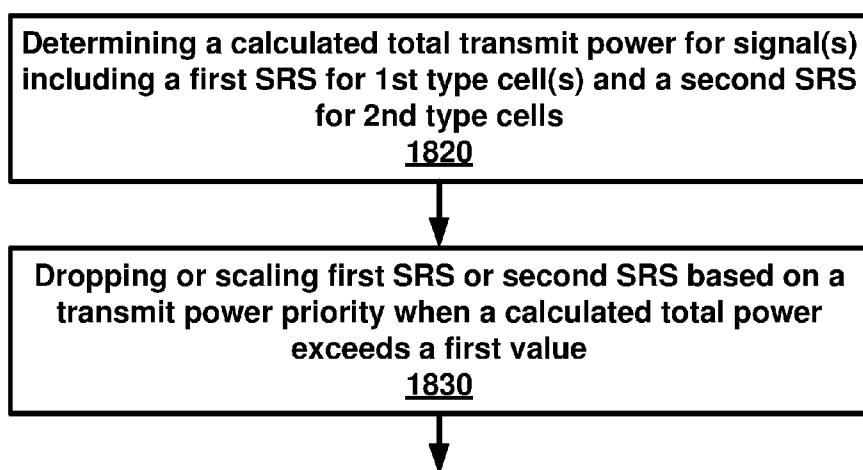 Determining a calculated total transmit power for signal(s)
including a first SRS for 1st type cell(s) and a second SRS
for 2nd type cells
1820
Dropping or scaling first SRS or second SRS based on a
transmit power priority when a calculated total power
exceeds a first value
1830